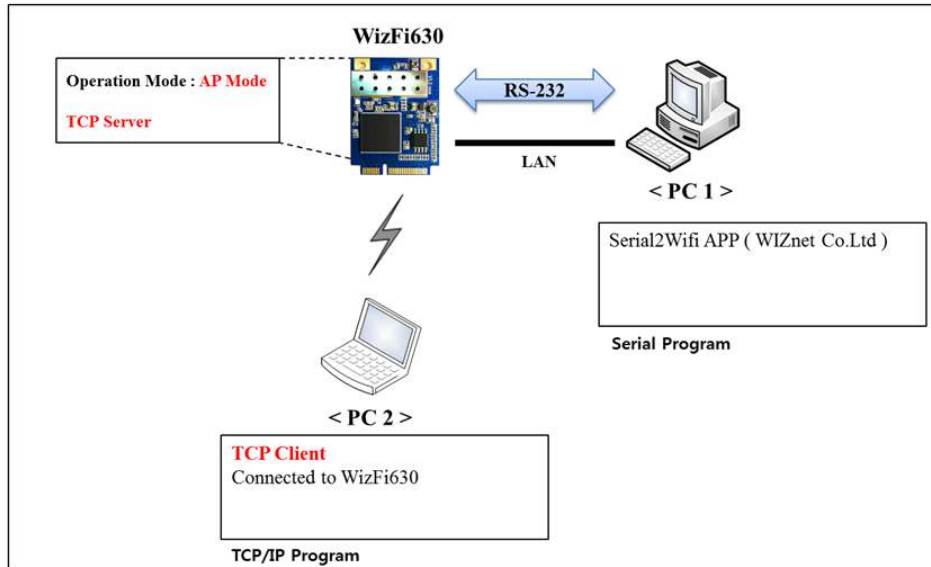 WizFi630
Operation Mode : AP Mode
TCP Server
RS-232
LAN
< PC 1 >
Serial2Wifi APP ( WIZnet Co.Ltd )
Serial Program
< PC 2 >
TCP Client
Connected to WizFi630
TCP/IP Program